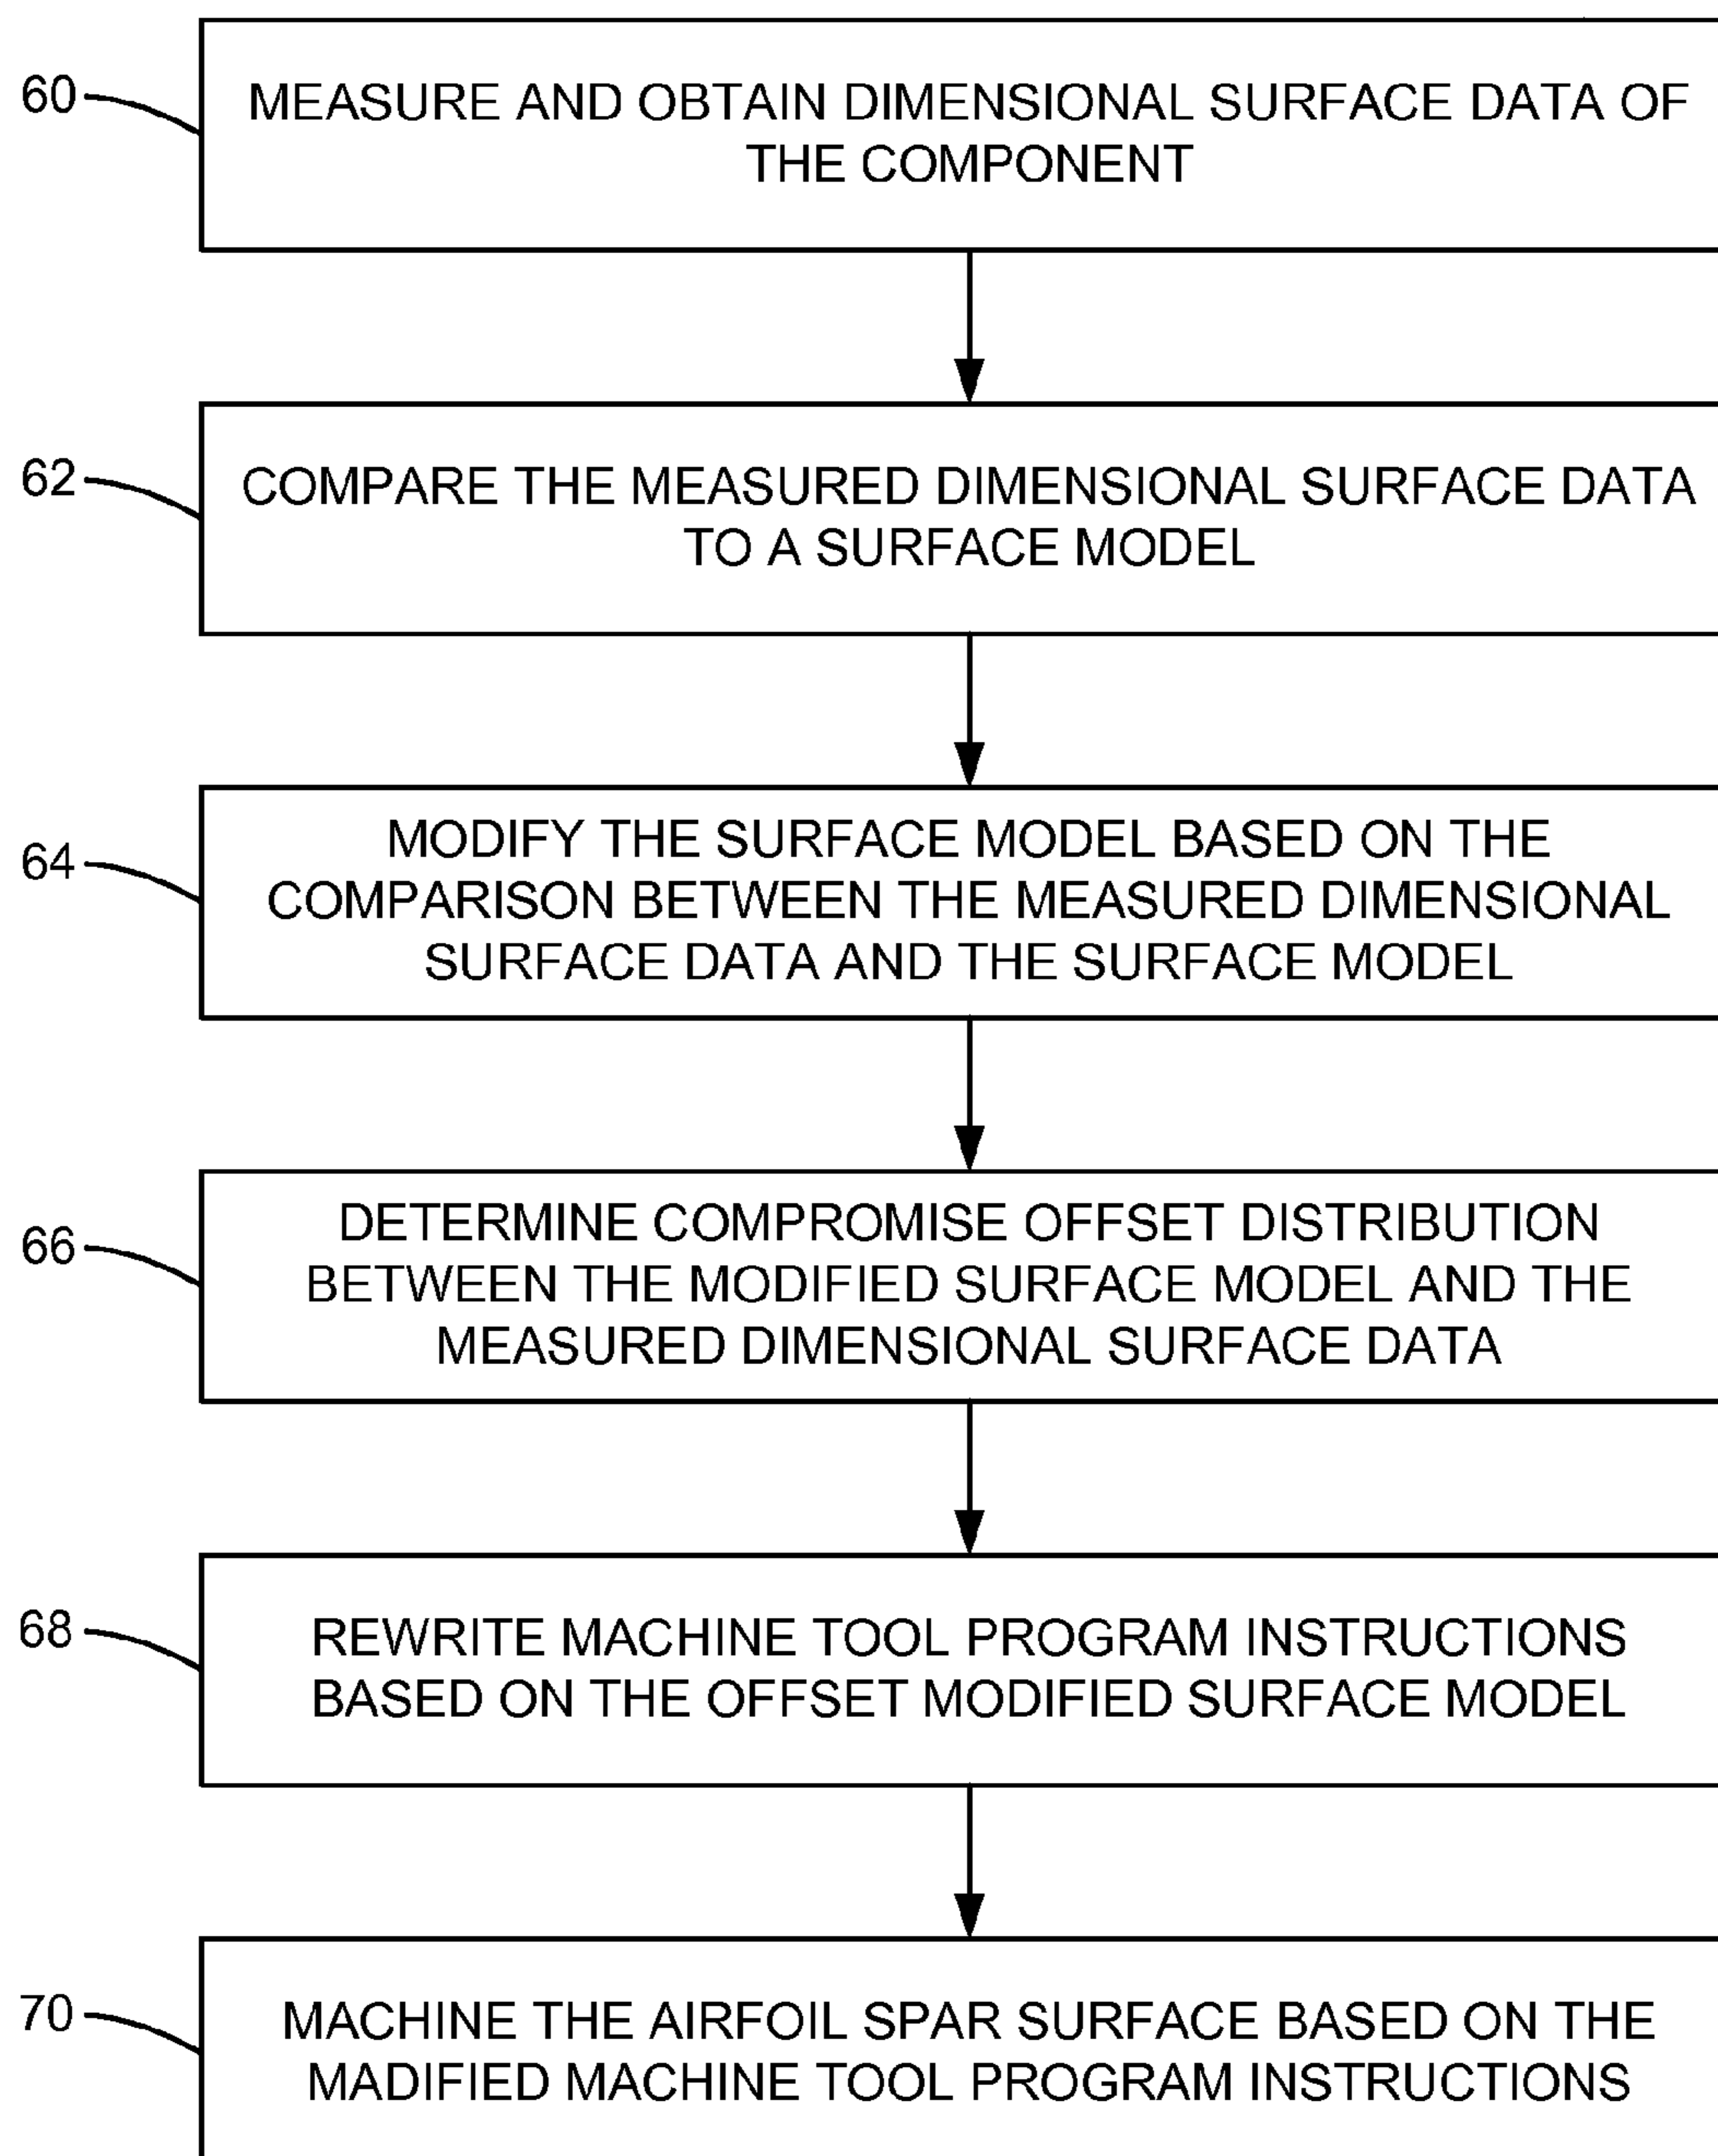 60
MEASURE AND OBTAIN DIMENSIONAL SURFACE DATA OF
THE COMPONENT
62
COMPARE THE MEASURED DIMENSIONAL SURFACE DATA
TO A SURFACE MODEL
64
MODIFY THE SURFACE MODEL BASED ON THE
COMPARISON BETWEEN THE MEASURED DIMENSIONAL
SURFACE DATA AND THE SURFACE MODEL
66
DETERMINE COMPROMISE OFFSET DISTRIBUTION
BETWEEN THE MODIFIED SURFACE MODEL AND THE
MEASURED DIMENSIONAL SURFACE DATA
68
REWRITE MACHINE TOOL PROGRAM INSTRUCTIONS
BASED ON THE OFFSET MODIFIED SURFACE MODEL
70
MACHINE THE AIRFOIL SPAR SURFACE BASED ON THE
MADIFIED MACHINE TOOL PROGRAM INSTRUCTIONS